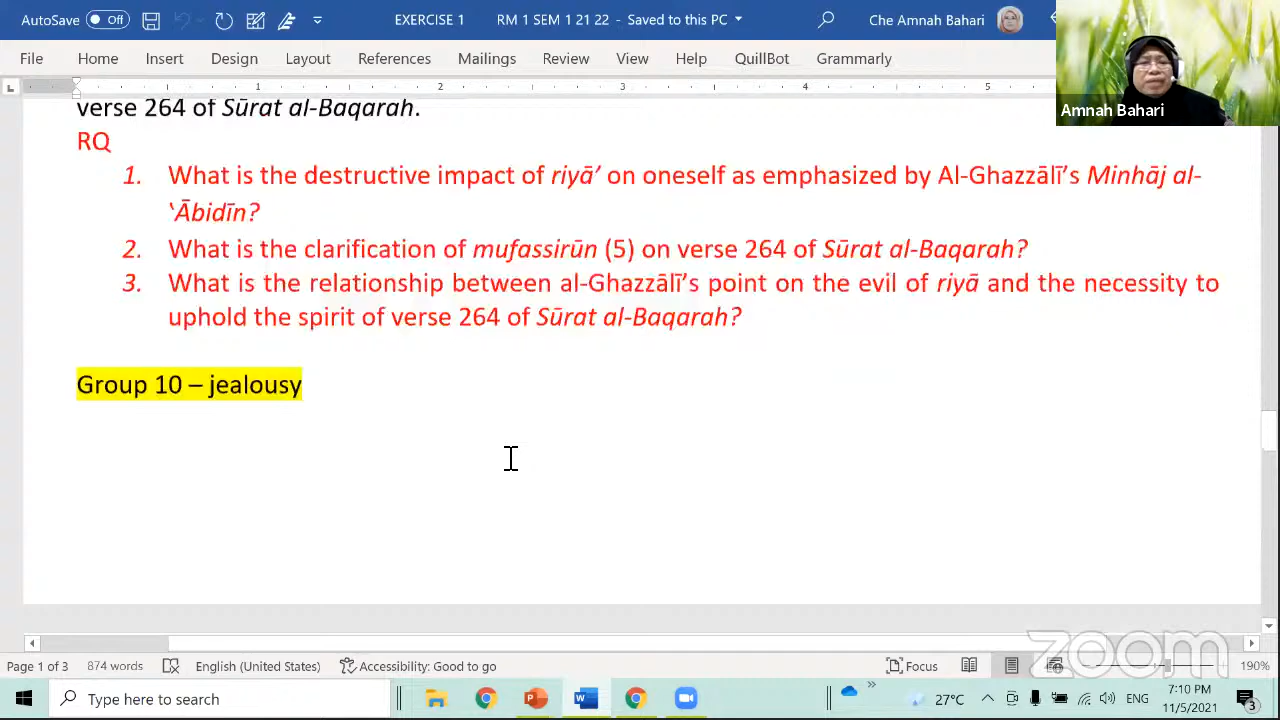 AutoSave Off EXERCISE 1 RM 1 SEM 1 21 22 - Saved to this PC Che Amnah Bahari
File Home Insert Design Layout References Mailings Review View Help QuillBot Grammarly
Amnah Bahari
L 1 2 3 4 5
verse 264 of Sūrat al-Baqarah.
RQ
1. What is the destructive impact of riyā’ on oneself as emphasized by Al-Ghazzālī’s Minhāj al-
‘Ābidīn?
2. What is the clarification of mufassirūn (5) on verse 264 of Sūrat al-Baqarah?
3. What is the relationship between al-Ghazzālī’s point on the evil of riyā and the necessity to
uphold the spirit of verse 264 of Sūrat al-Baqarah?
Group 10 – jealousy
zoom
Page 1 of 3 874 words English (United States) Accessibility: Good to go Focus 190%
Type here to search 27°C ENG 7:10 PM
11/5/2021 3